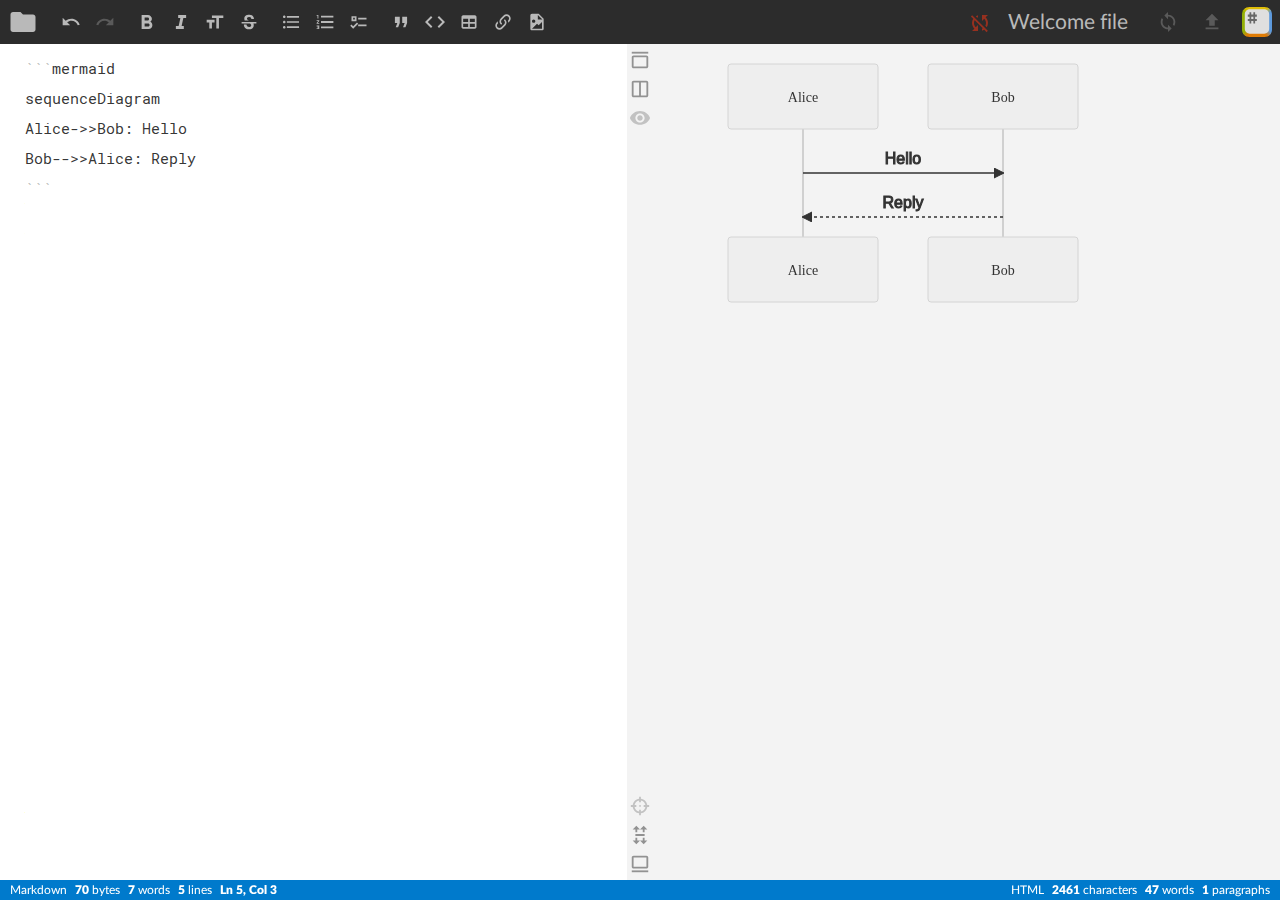 Welcome file
```mermaid
sequenceDiagram
Alice->>Bob: Hello
Bob-->>Alice: Reply
```
Alice Bob
Hello
Reply
Alice Bob
Markdown 70 bytes 7 words 5 lines Ln 5, Col 3 HTML 2461 characters 47 words 1 paragraphs